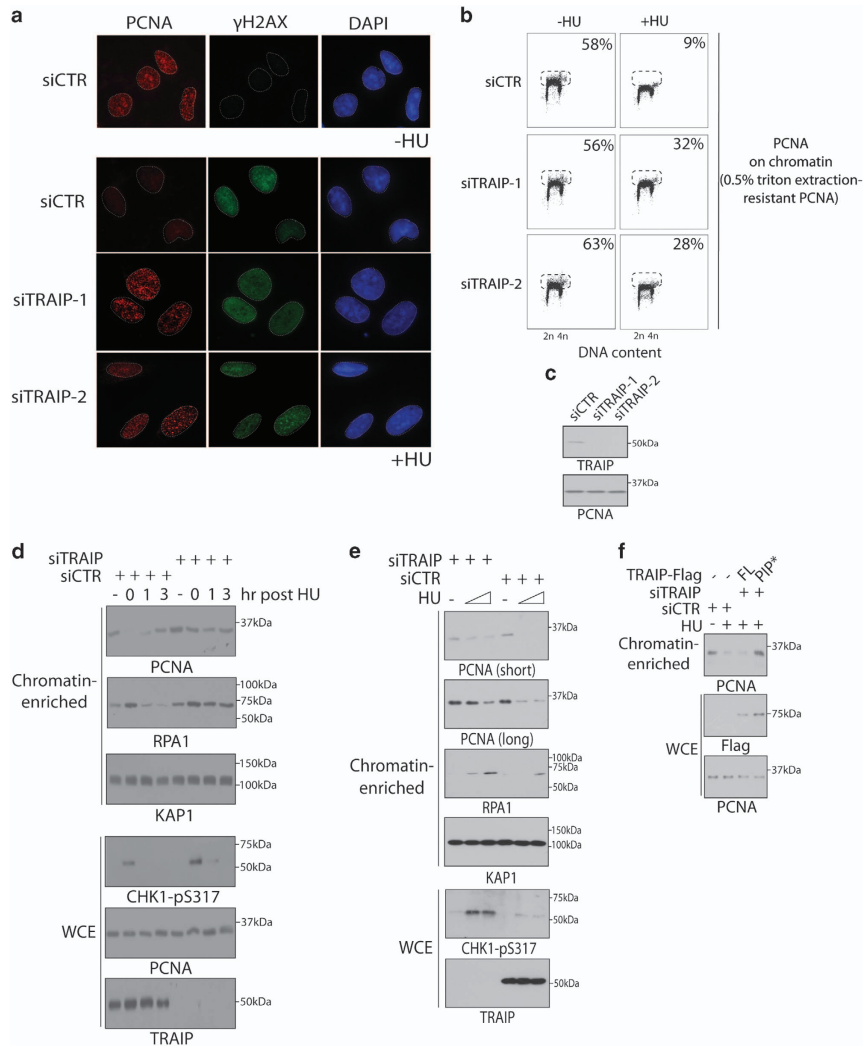 a
PCNA γH2AX DAPI
siCTR
-HU
siCTR
siTRAIP-1
siTRAIP-2
+HU
b
-HU +HU
siCTR 58% 9%
siTRAIP-1 56% 32%
siTRAIP-2 63% 28%
2n 4n 2n 4n
DNA content
PCNA
on chromatin
(0.5% triton extraction-
resistant PCNA)
c
siCTR siTRAIP-1 siTRAIP-2
50kDa
TRAIP
37kDa
PCNA
d
siTRAIP + + + +
siCTR + + + +
- 0 1 3 - 0 1 3 hr post HU
Chromatin-
enriched
37kDa
PCNA
100kDa
75kDa
50kDa
RPA1
150kDa
100kDa
KAP1
WCE
75kDa
50kDa
CHK1-pS317
37kDa
PCNA
50kDa
TRAIP
e
siTRAIP + + +
siCTR + + +
HU - -
Chromatin-
enriched
37kDa
PCNA (short)
37kDa
PCNA (long)
100kDa
75kDa
50kDa
RPA1
150kDa
100kDa
KAP1
WCE
75kDa
50kDa
CHK1-pS317
50kDa
TRAIP
f
TRAIP-Flag - - FL PIP*
siTRAIP + +
siCTR + +
HU - + + +
Chromatin-
enriched
37kDa
PCNA
WCE
75kDa
Flag
37kDa
PCNA